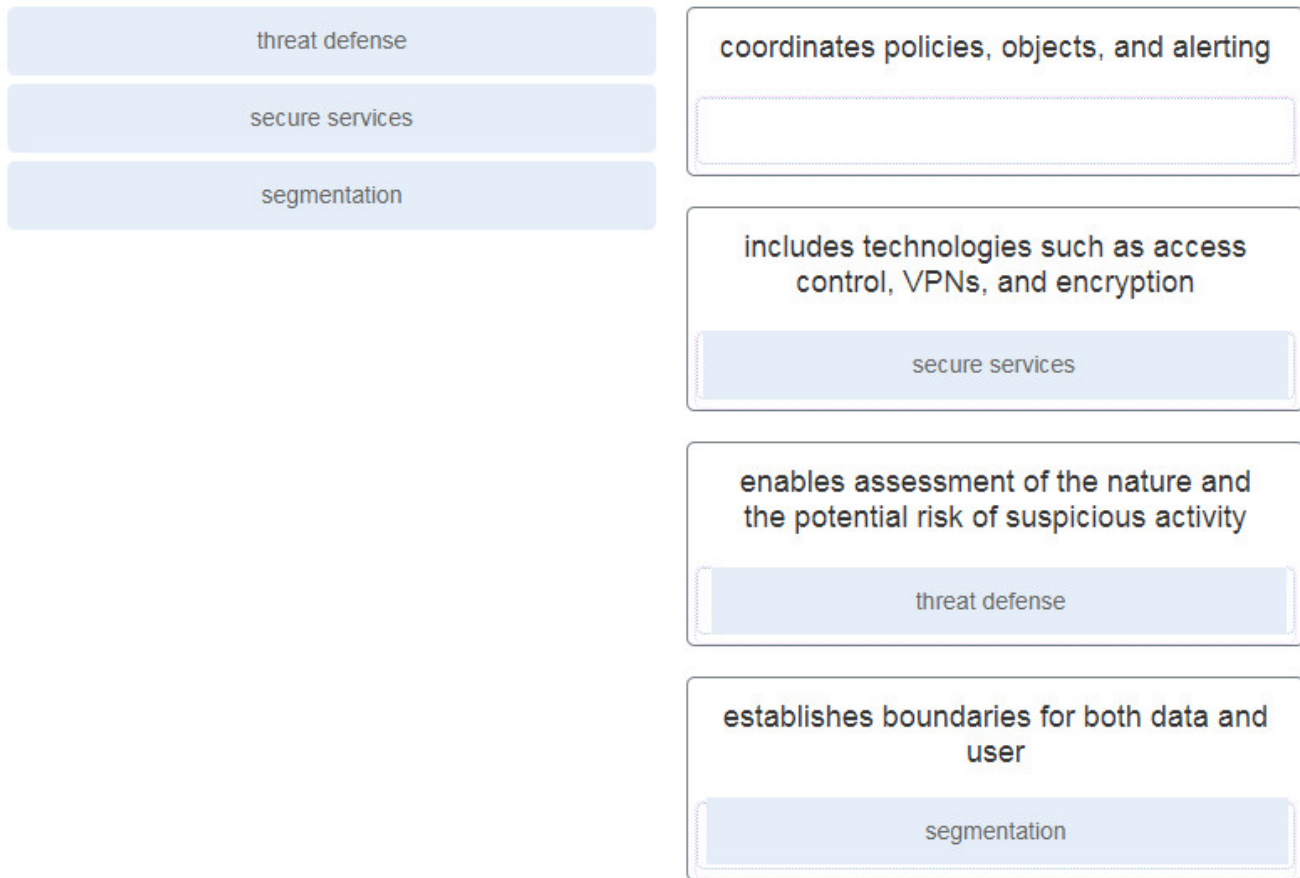 threat defense
secure services
segmentation
coordinates policies, objects, and alerting
includes technologies such as access
control, VPNs, and encryption
secure services
enables assessment of the nature and
the potential risk of suspicious activity
threat defense
establishes boundaries for both data and
user
segmentation